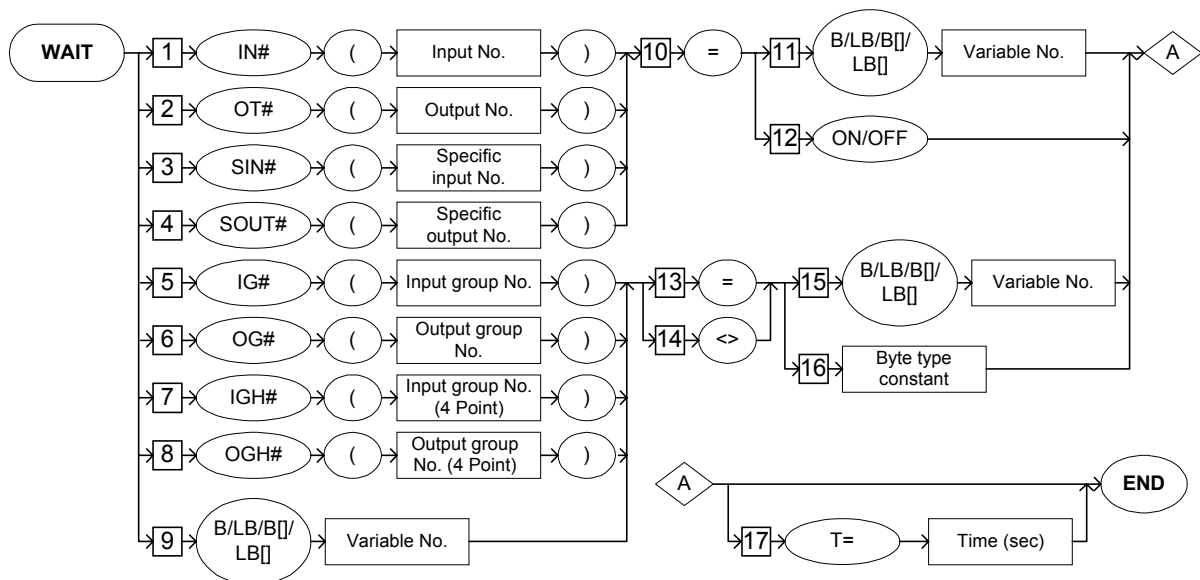 WAIT
1 IN# ( Input No. ) 10 = 11 B/LB/B[]/ Variable No. A
LB[]
2 OT# ( Output No. ) 12 ON/OFF
3 SIN# ( Specific )
input No.
4 SOUT# ( Specific )
output No.
5 IG# ( Input group No. ) 13 = 15 B/LB/B[]/ Variable No.
LB[]
6 OG# ( Output group ) 14 <> 16 Byte type
No. constant
7 IGH# ( Input group No. )
(4 Point)
8 OGH# ( Output group )
No. (4 Point)
9 B/LB/B[]/ Variable No.
LB[]
A END
17 T= Time (sec)